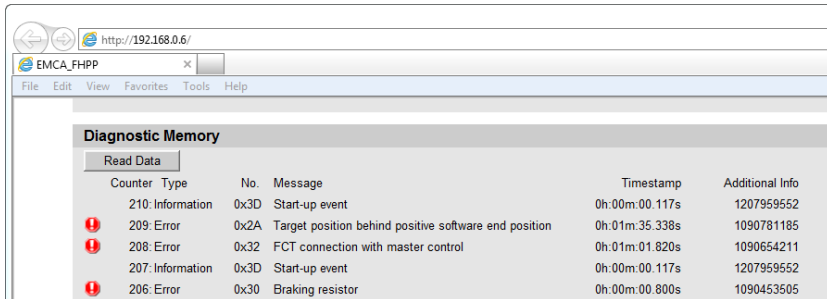 http://192.168.0.6/
EMCA_FHPP
File Edit View Favorites Tools Help
Diagnostic Memory
Read Data
Counter Type No. Message Timestamp Additional Info
210: Information 0x3D Start-up event 0h:00m:00.117s 1207959552
209: Error 0x2A Target position behind positive software end position 0h:01m:35.338s 1090781185
208: Error 0x32 FCT connection with master control 0h:01m:01.820s 1090654211
207: Information 0x3D Start-up event 0h:00m:00.117s 1207959552
206: Error 0x30 Braking resistor 0h:00m:00.800s 1090453505